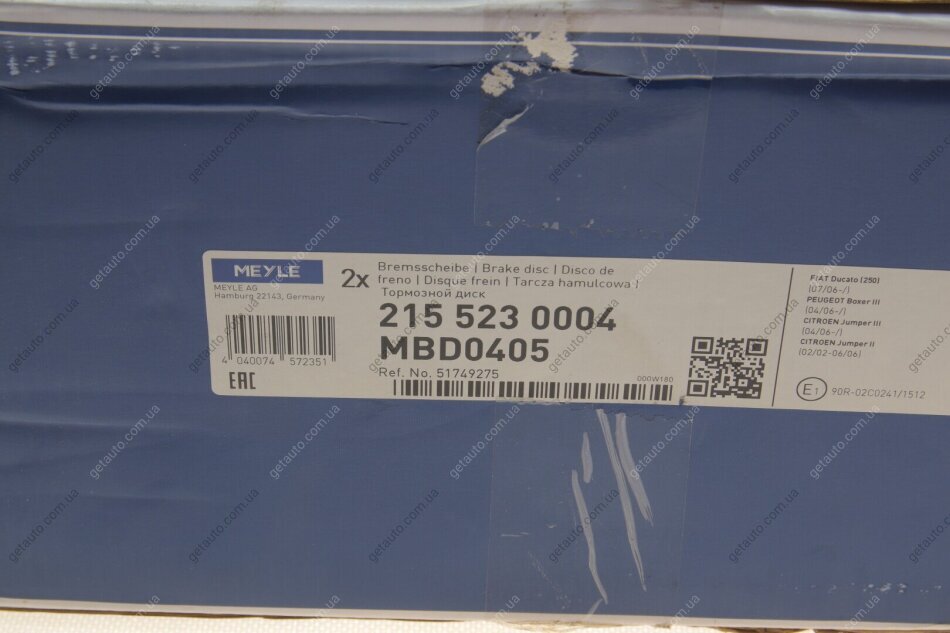 MEYLE
MEYLE AG
Hamburg 22143, Germany
4 040074 572351
EAC
2x
Bremsscheibe | Brake disc | Disco de
freno | Disque frein | Tarcza hamulcowa |
Тормозной диск
215 523 0004
MBD0405
Ref. No. 51749275
000W180
FIAT Ducato (250)
(07/06-/)
PEUGEOT Boxer III
(04/06-/)
CITROEN Jumper III
(04/06-/)
CITROEN Jumper II
(02/02-06/06)
E1 90R-02C0241/1512
getauto.com.ua